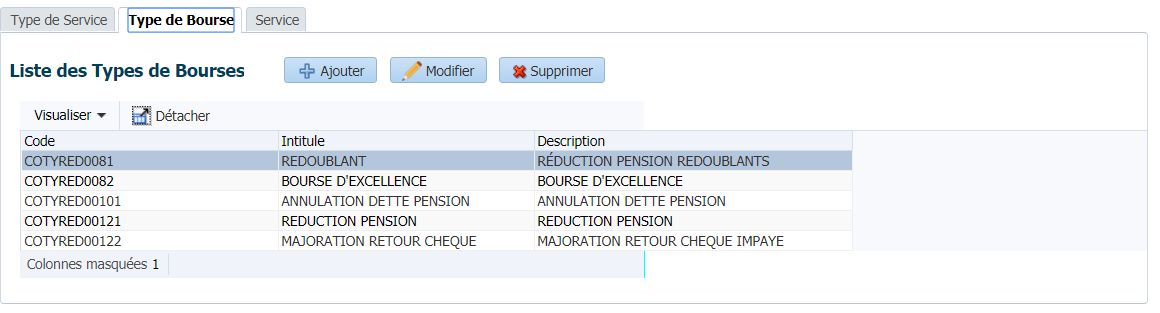 Type de Service Type de Bourse Service
Liste des Types de Bourses Ajouter Modifier Supprimer
Visualiser Détacher
Code Intitule Description
COTYRED0081 REDOUBLANT RÉDUCTION PENSION REDOUBLANTS
COTYRED0082 BOURSE D'EXCELLENCE BOURSE D'EXCELLENCE
COTYRED00101 ANNULATION DETTE PENSION ANNULATION DETTE PENSION
COTYRED00121 REDUCTION PENSION REDUCTION PENSION
COTYRED00122 MAJORATION RETOUR CHEQUE MAJORATION RETOUR CHEQUE IMPAYE
Colonnes masquées 1